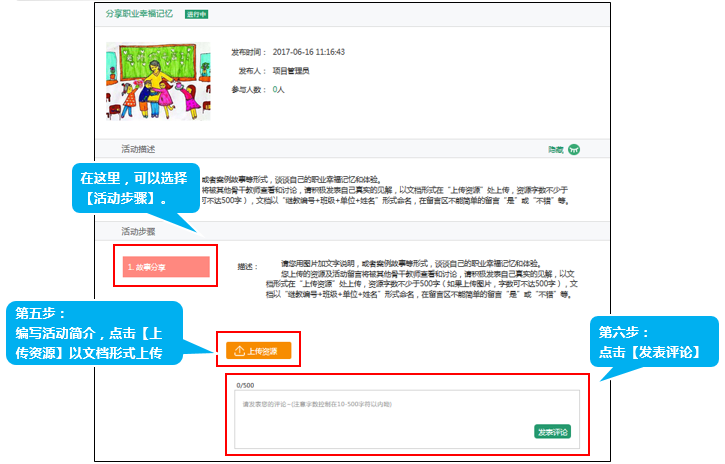 分享职业幸福记忆 进行中
发布时间： 2017-06-16 11:16:43
发布人： 项目管理员
参与人数： 0人
活动描述 隐藏
在这里，可以选择
【活动步骤】。
或者案例故事等形式，谈谈自己的职业幸福记忆和体验。
将被其他骨干教师查看和讨论，请积极发表自己真实的见解，以文档形式在“上传资源”处上传，资源字数不少于
可不达500字），文档以“继教编号+班级+单位+姓名”形式命名，在留言区不能简单的留言“是”或“不错”等。
活动步骤
1. 故事分享
描述： 请您用图片加文字说明，或者案例故事等形式，谈谈自己的职业幸福记忆和体验。
您上传的资源及活动留言将被其他骨干教师查看和讨论，请积极发表自己真实的见解，以文
档形式在“上传资源”处上传，资源字数不少于500字（如果上传图片，字数可不达500字），文
档以“继教编号+班级+单位+姓名”形式命名，在留言区不能简单的留言“是”或“不错”等。
第五步：
编写活动简介，点击【上
传资源】以文档形式上传
上传资源
第六步：
点击【发表评论】
0/500
请发表您的评论~(注意字数控制在10-500字符以内呦)
发表评论